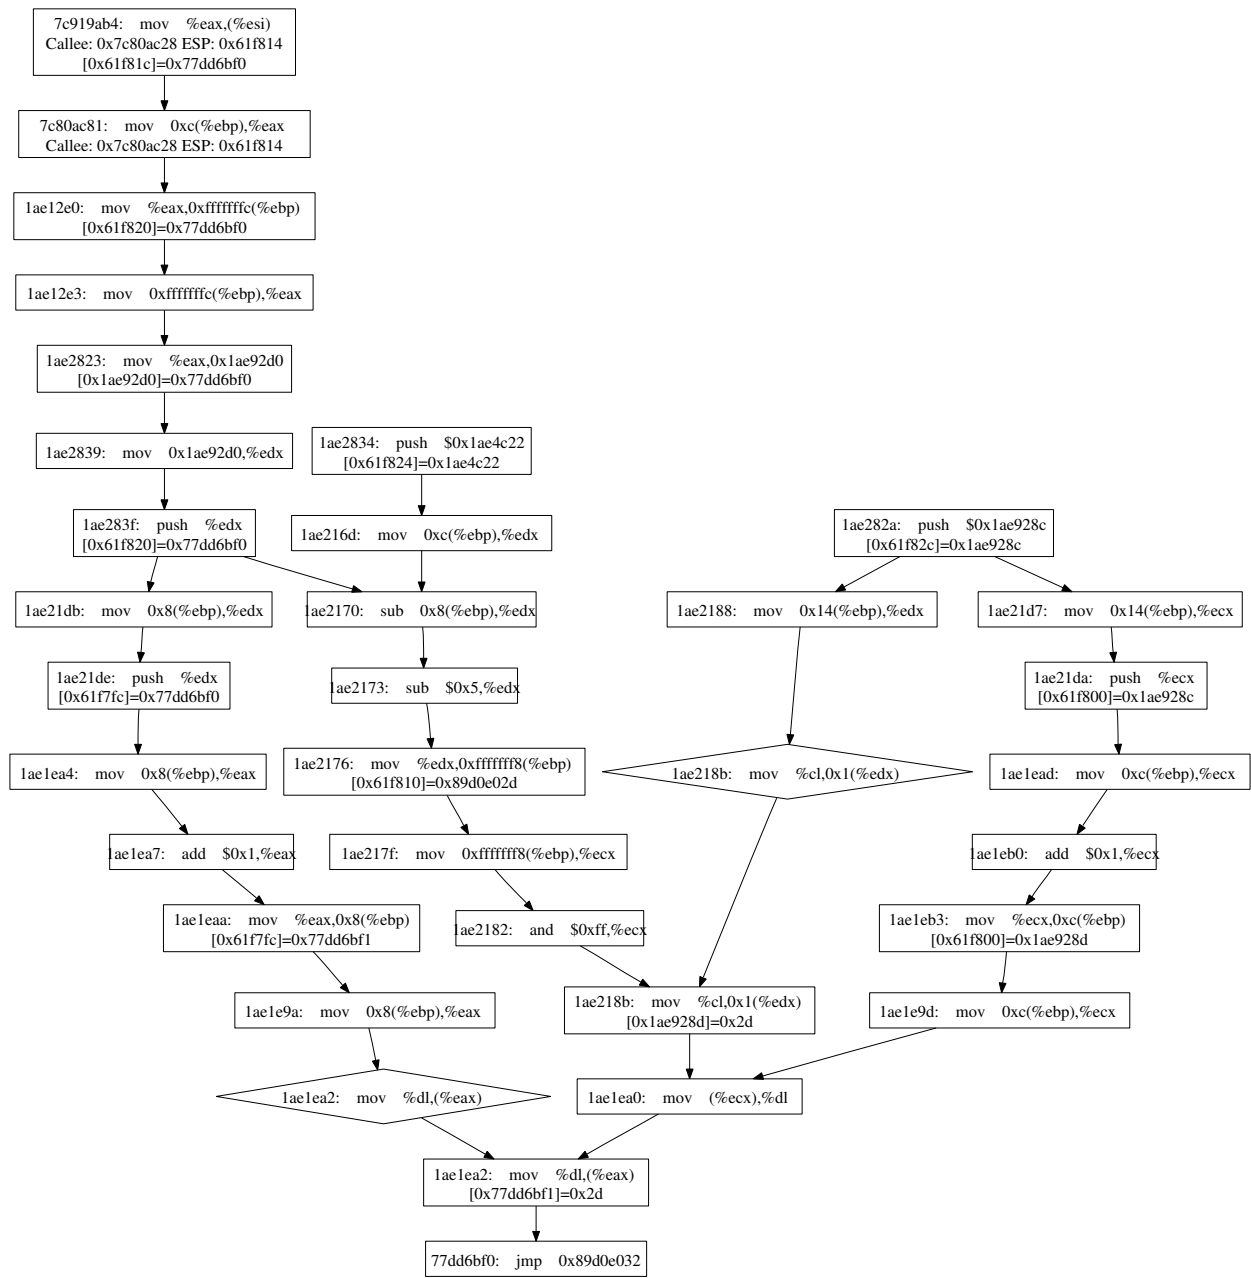 7c919ab4: mov %eax,(%esi)
Callee: 0x7c80ac28 ESP: 0x61f814
[0x61f81c]=0x77dd6bf0
7c80ac81: mov 0xc(%ebp),%eax
Callee: 0x7c80ac28 ESP: 0x61f814
1ae12e0: mov %eax,0xfffffffc(%ebp)
[0x61f820]=0x77dd6bf0
1ae12e3: mov 0xfffffffc(%ebp),%eax
1ae2823: mov %eax,0x1ae92d0
[0x1ae92d0]=0x77dd6bf0
1ae2839: mov 0x1ae92d0,%edx
1ae2834: push $0x1ae4c22
[0x61f824]=0x1ae4c22
1ae283f: push %edx
[0x61f820]=0x77dd6bf0
1ae216d: mov 0xc(%ebp),%edx
1ae282a: push $0x1ae928c
[0x61f82c]=0x1ae928c
1ae21db: mov 0x8(%ebp),%edx
1ae2170: sub 0x8(%ebp),%edx
1ae2188: mov 0x14(%ebp),%edx
1ae21d7: mov 0x14(%ebp),%ecx
1ae21de: push %edx
[0x61f7fc]=0x77dd6bf0
1ae2173: sub $0x5,%edx
1ae21da: push %ecx
[0x61f800]=0x1ae928c
1ae1ea4: mov 0x8(%ebp),%eax
1ae2176: mov %edx,0xfffffff8(%ebp)
[0x61f810]=0x89d0e02d
1ae218b: mov %cl,0x1(%edx)
1ae1ead: mov 0xc(%ebp),%ecx
1ae1ea7: add $0x1,%eax
1ae217f: mov 0xfffffff8(%ebp),%ecx
1ae1eb0: add $0x1,%ecx
1ae1eaa: mov %eax,0x8(%ebp)
[0x61f7fc]=0x77dd6bf1
1ae2182: and $0xff,%ecx
1ae1eb3: mov %ecx,0xc(%ebp)
[0x61f800]=0x1ae928d
1ae1e9a: mov 0x8(%ebp),%eax
1ae218b: mov %cl,0x1(%edx)
[0x1ae928d]=0x2d
1ae1e9d: mov 0xc(%ebp),%ecx
1ae1ea2: mov %dl,(%eax)
1ae1ea0: mov (%ecx),%dl
1ae1ea2: mov %dl,(%eax)
[0x77dd6bf1]=0x2d
77dd6bf0: jmp 0x89d0e032